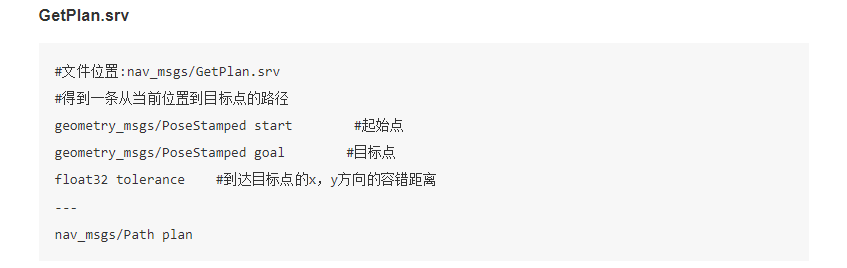 GetPlan.srv
#文件位置:nav_msgs/GetPlan.srv
#得到一条从当前位置到目标点的路径
geometry_msgs/PoseStamped start        #起始点
geometry_msgs/PoseStamped goal        #目标点
float32 tolerance    #到达目标点的x，y方向的容错距离
---
nav_msgs/Path plan